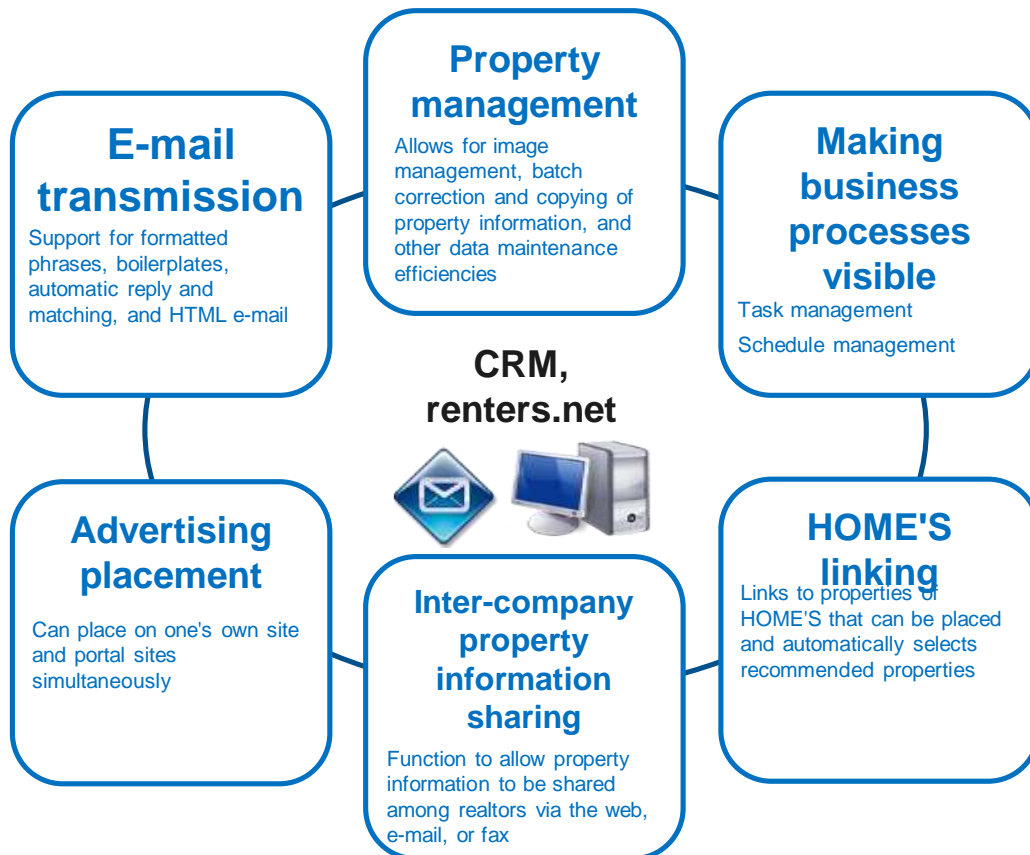 Property
management
Allows for image
management, batch
correction and copying of
property information, and
other data maintenance
efficiencies
E-mail
transmission
Support for formatted
phrases, boilerplates,
automatic reply and
matching, and HTML e-mail
Making
business
processes
visible
Task management
Schedule management
CRM,
renters.net
Advertising
placement
Can place on one's own site
and portal sites
simultaneously
Inter-company
property
information
sharing
Function to allow property
information to be shared
among realtors via the web,
e-mail, or fax
HOME'S
linking
Links to properties of
HOME'S that can be placed
and automatically selects
recommended properties